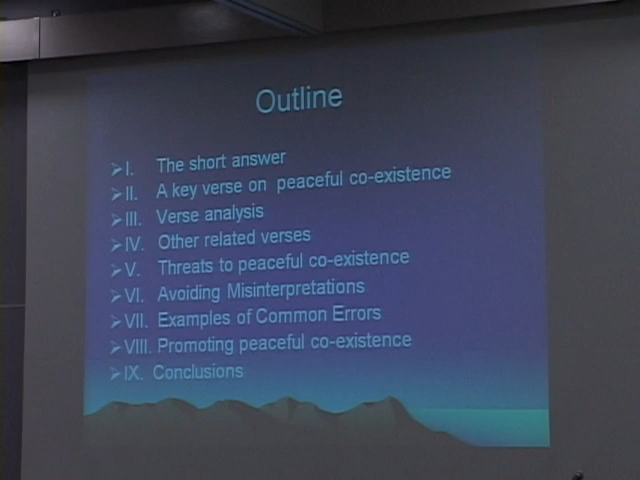 Outline
➢I. The short answer
➢II. A key verse on peaceful co-existence
➢III. Verse analysis
➢IV. Other related verses
➢V. Threats to peaceful co-existence
➢VI. Avoiding Misinterpretations
➢VII. Examples of Common Errors
➢VIII. Promoting peaceful co-existence
➢IX. Conclusions